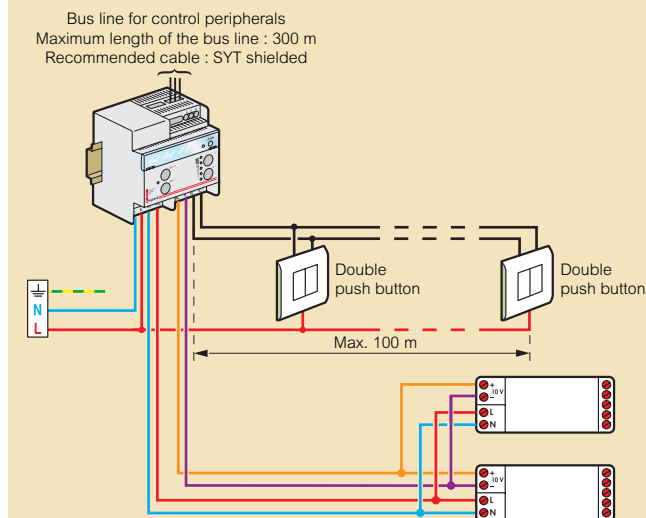 Bus line for control peripherals
Maximum length of the bus line : 300 m
Recommended cable : SYT shielded
Double
push button
Double
push button
N
L
Max. 100 m
+
10 V
–
L
N
+
10 V
–
L
N